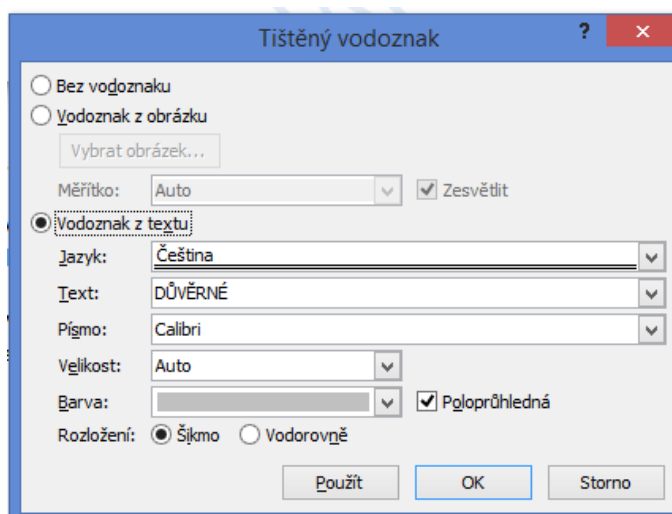 Tištěný vodoznak ?
Bez vodoznaku
Vodoznak z obrázku
Vybrat obrázek...
Měřítko: Auto Zesvětlit
Vodoznak z textu
Jazyk: Čeština
Text: DŮVĚRNÉ
Písmo: Calibri
Velikost: Auto
Barva: Poloprůhledná
Rozložení: Šikmo Vodorovně
Použít OK Storno